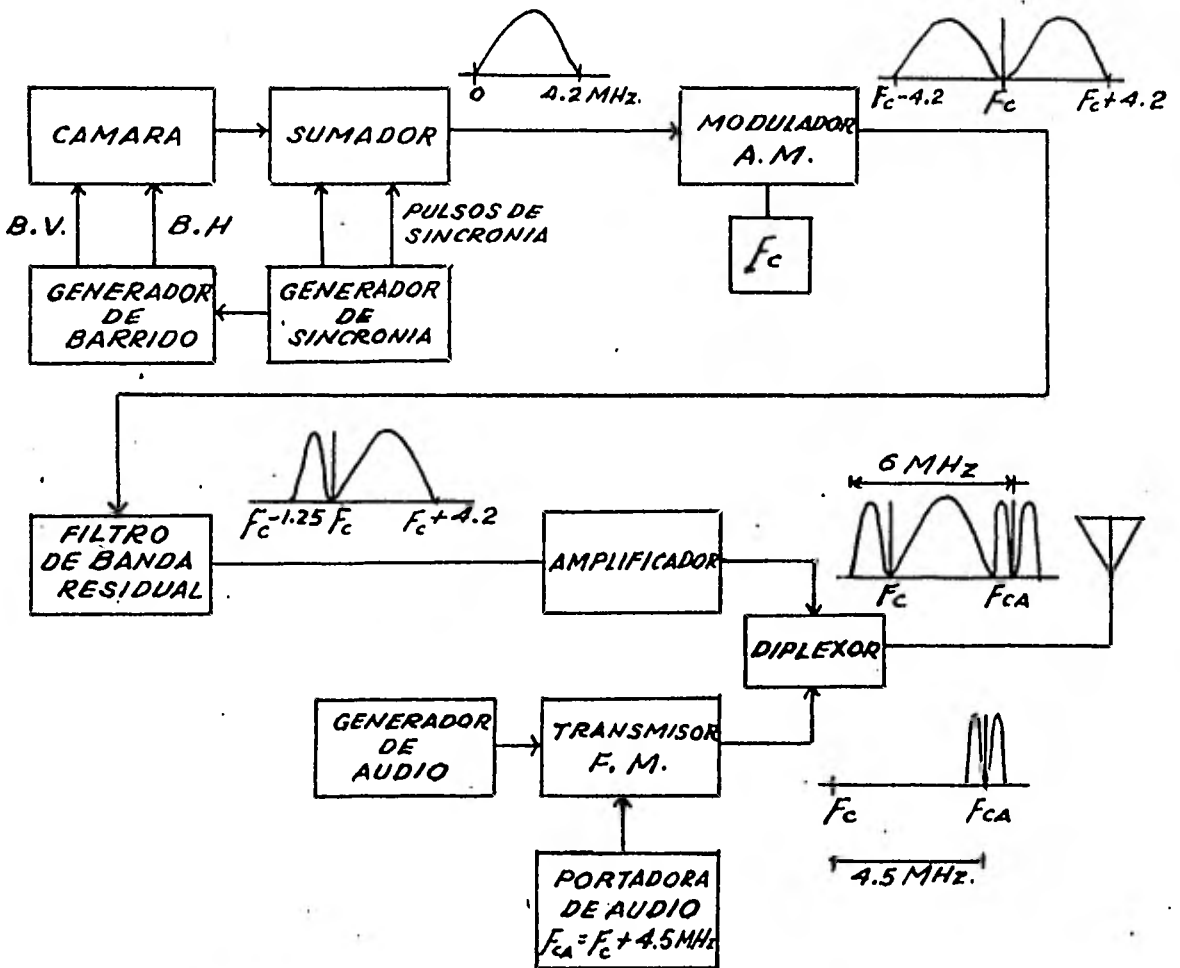 0
4.2 MHz.
Fc-4.2
Fc
Fc+4.2
CAMARA
SUMADOR
MODULADOR
A.M.
B.V.
B.H
PULSOS DE
SINCRONIA
Fc
GENERADOR
DE
BARRIDO
GENERADOR
DE
SINCRONIA
Fc-1.25
Fc
Fc+4.2
6 MHz
FILTRO
DE BANDA
RESIDUAL
AMPLIFICADOR
Fc
FCA
DIPLEXOR
GENERADOR
DE
AUDIO
TRANSMISOR
F. M.
Fc
FCA
4.5 MHz.
PORTADORA
DE AUDIO
FCA=Fc+4.5MHz